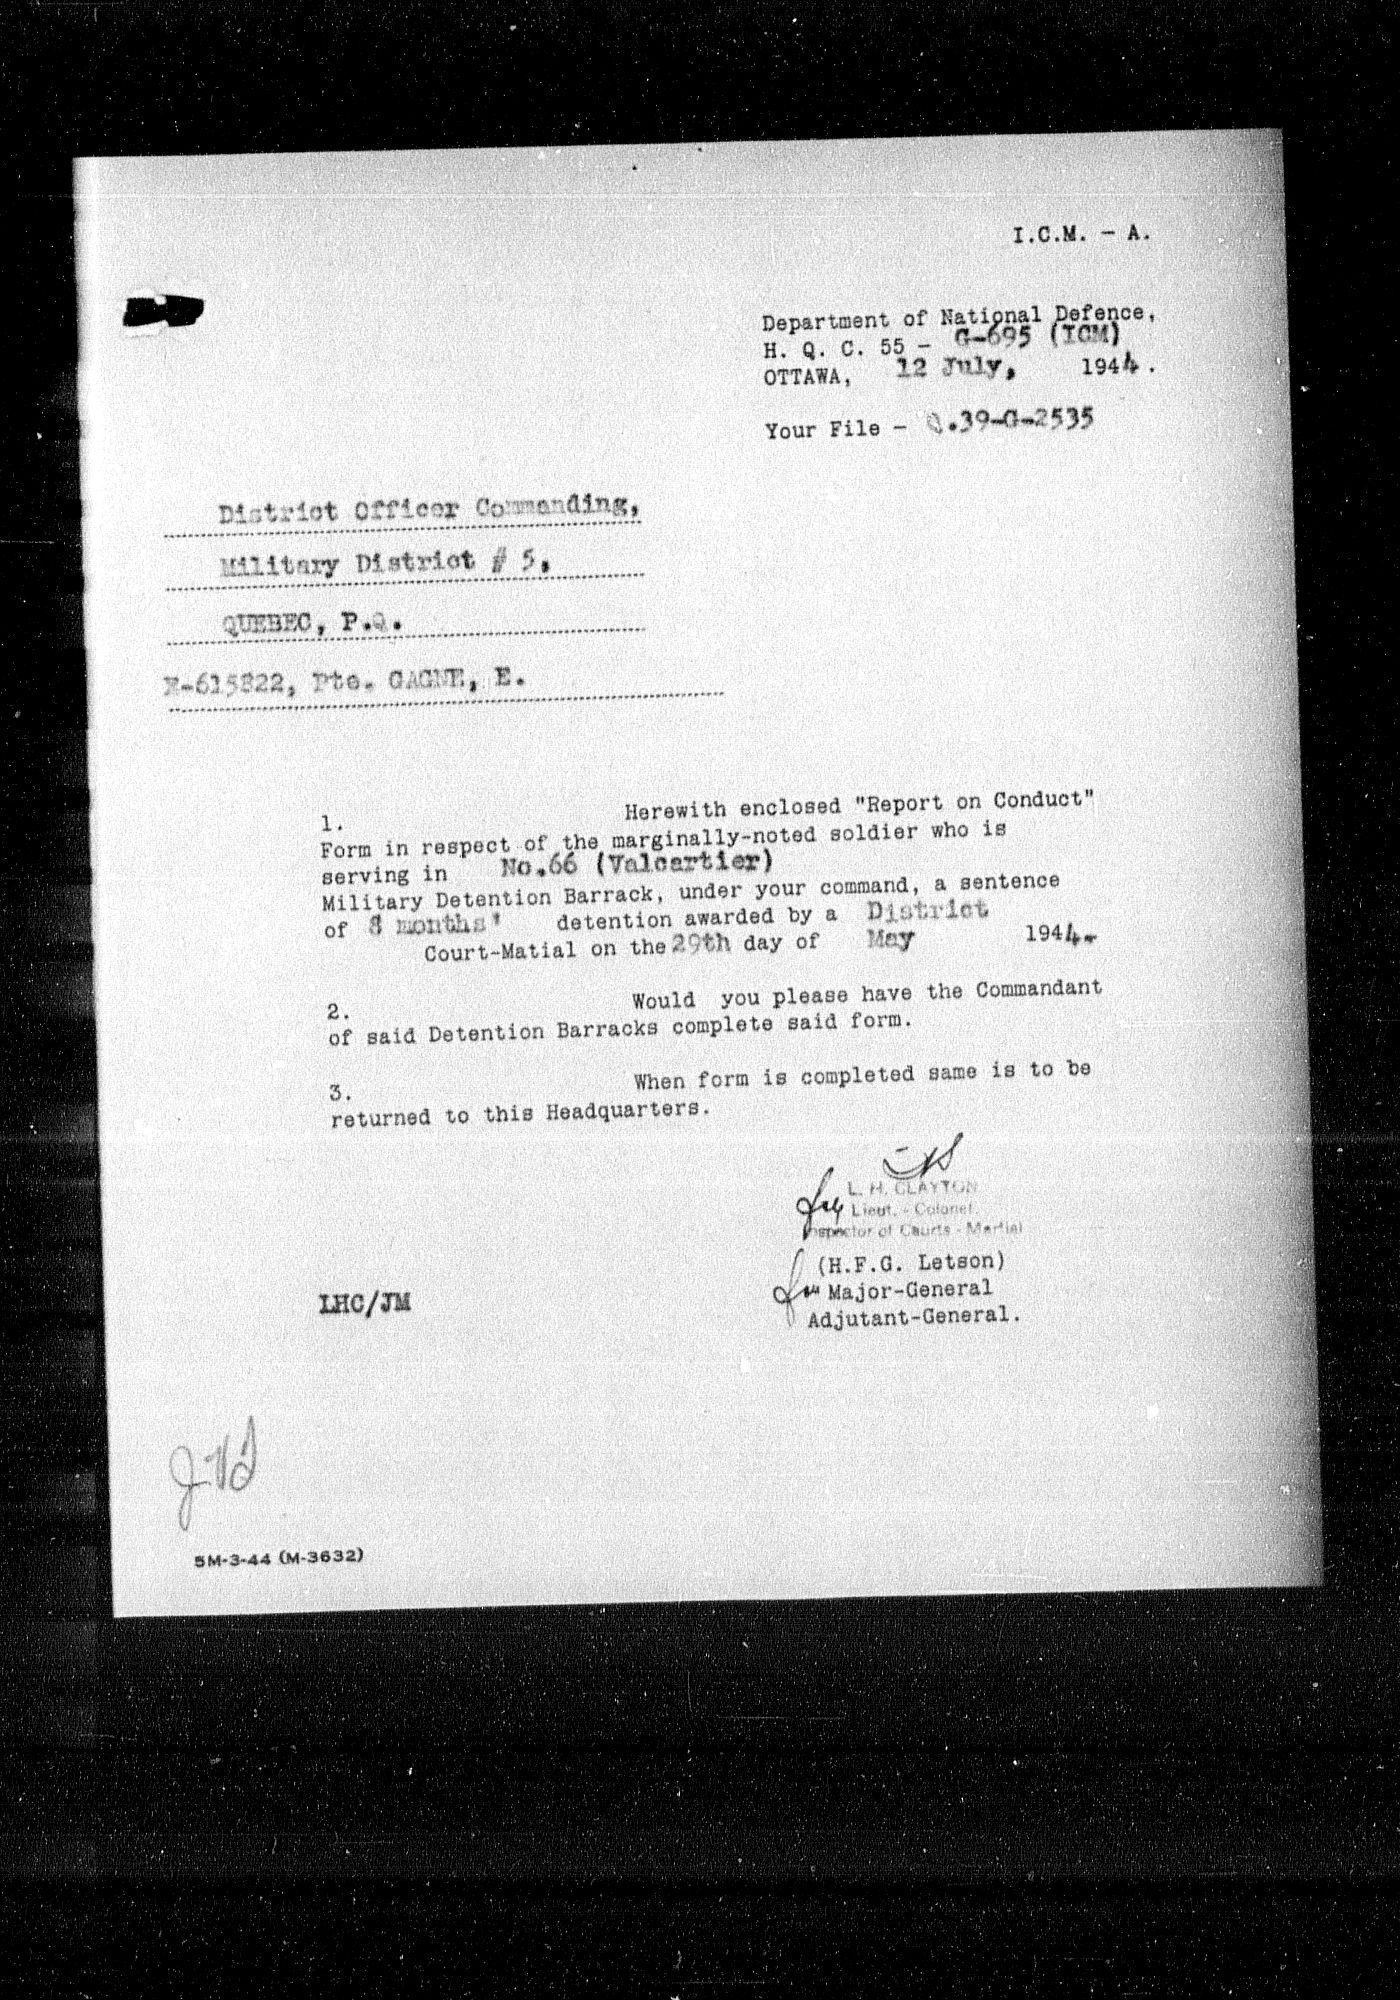 I.C.M. - A.
Department of National Defence,
H. Q. C. 55 - G-695 (ICM)
OTTAWA, 12 July, 1944.
Your File - Q.39-G-2535
District Officer Commanding,
Military District # 5,
QUEBEC, P.Q.
E-615822, Pte. GAGNE, E.
1. Herewith enclosed "Report on Conduct"
Form in respect of the marginally-noted soldier who is
serving in No.66 (Valcartier)
Military Detention Barrack, under your command, a sentence
of 8 months' detention awarded by a District
Court-Matial on the 29th day of May 1944.
2. Would you please have the Commandant
of said Detention Barracks complete said form.
3. When form is completed same is to be
returned to this Headquarters.
L. H. CLAYTON
Lieut. - Colonel.
Inspector of Courts - Martial
(H.F.G. Letson)
for Major-General
Adjutant-General.
LHC/JM
5M-3-44 (M-3632)